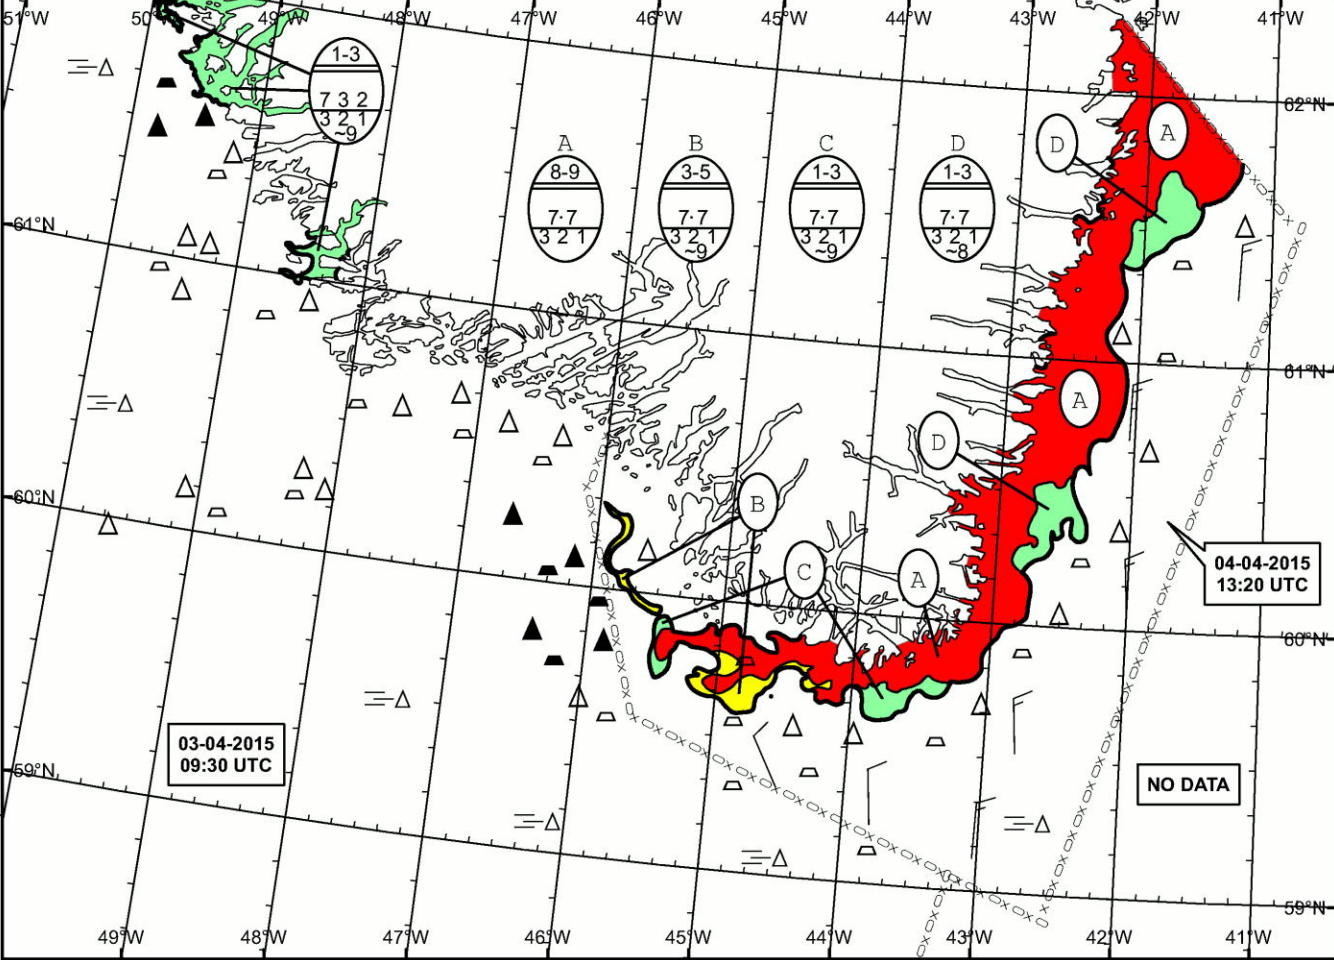 51°W 50°W 49°W 48°W 47°W 46°W 45°W 44°W 43°W 42°W 41°W
1-3
7 3 2
3 2 1
~9
62°N
A B C D
8-9 3-5 1-3 1-3
7·7 7·7 7·7 7·7
3 2 1 3 2 1 3 2 1 3 2 1
~9 ~9 ~8
D
A
61°N
61°N
A
D
60°N
B
C
A
04-04-2015
13:20 UTC
60°N
03-04-2015
09:30 UTC
59°N
NO DATA
59°N
49°W 48°W 47°W 46°W 45°W 44°W 43°W 42°W 41°W